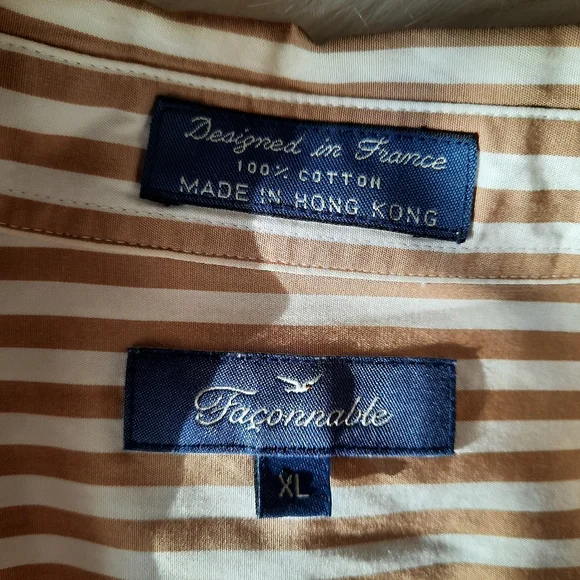 Designed in France
100% COTTON
MADE IN HONG KONG
Façonnable
XL